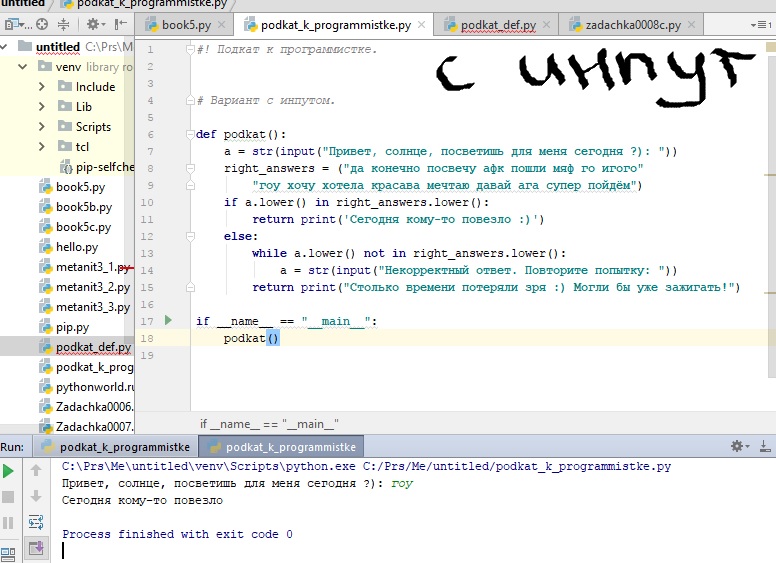 untitled podkat_k_programmistke.py
book5.py podkat_k_programmistke.py podkat_def.py zadachka0008c.py
untitled C:\Prs\Me\
venv library ro
Include
Lib
Scripts
tcl
pip-selfche
book5.py
book5b.py
book5c.py
hello.py
metanit3_1.py
metanit3_2.py
metanit3_3.py
pip.py
podkat_def.py
podkat_k_prog
pythonworld.ru
Zadachka0006.
Zadachka0007.
с инпут
1 #! Подкат к программистке.
2
3
4 # Вариант с инпутом.
5
6 def podkat():
7 a = str(input("Привет, солнце, посветишь для меня сегодня ?): "))
8 right_answers = ("да конечно посвечу афк пошли мяф го итого"
9 "гоу хочу хотела красава мечтаю давай ага супер пойдём")
10 if a.lower() in right_answers.lower():
11 return print('Сегодня кому-то повезло :)')
12 else:
13 while a.lower() not in right_answers.lower():
14 a = str(input("Некорректный ответ. Повторите попытку: "))
15 return print("Столько времени потеряли зря :) Могли бы уже зажигать!")
16
17 if __name__ == "__main__":
18 podkat()
19
if __name__ == "__main__"
Run: podkat_k_programmistke podkat_k_programmistke
C:\Prs\Me\untitled\venv\Scripts\python.exe C:/Prs/Me/untitled/podkat_k_programmistke.py
Привет, солнце, посветишь для меня сегодня ?): гоу
Сегодня кому-то повезло
Process finished with exit code 0